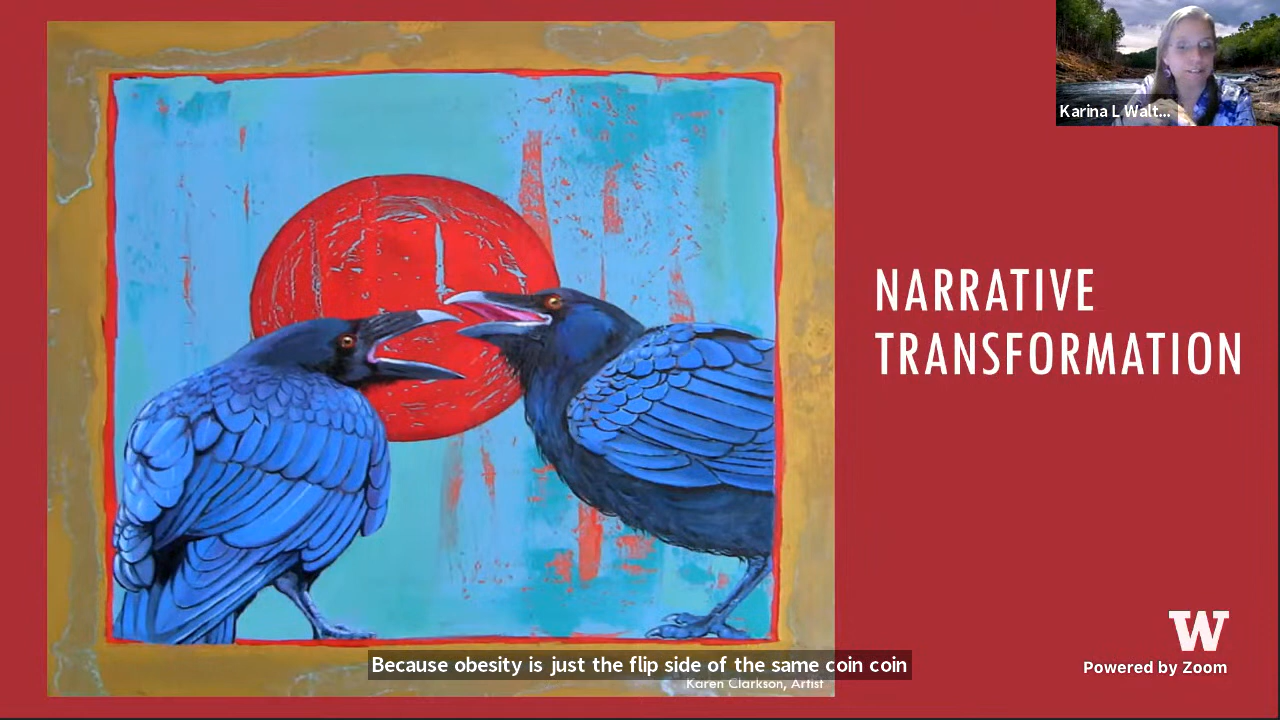 Karina L Walt...
NARRATIVE
TRANSFORMATION
W
Powered by Zoom
Because obesity is just the flip side of the same coin coin
Karen Clarkson, Artist